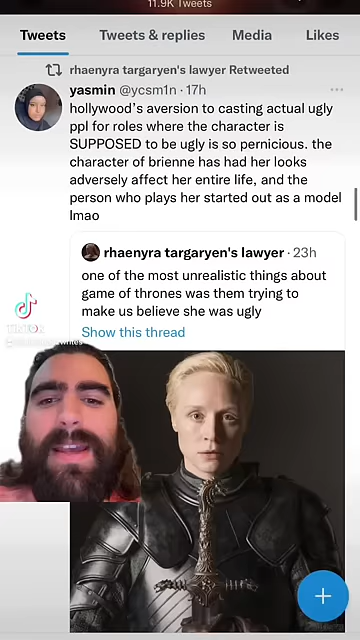 11.9K Tweets
Tweets
Tweets & replies
Media
Likes
rhaenyra targaryen's lawyer Retweeted
yasmin @ycsm1n · 17h
hollywood's aversion to casting actual ugly
ppl for roles where the character is
SUPPOSED to be ugly is so pernicious. the
character of brienne has had her looks
adversely affect her entire life, and the
person who plays her started out as a model
lmao
rhaenyra targaryen's lawyer · 23h
one of the most unrealistic things about
game of thrones was them trying to
make us believe she was ugly
Show this thread
TikTok